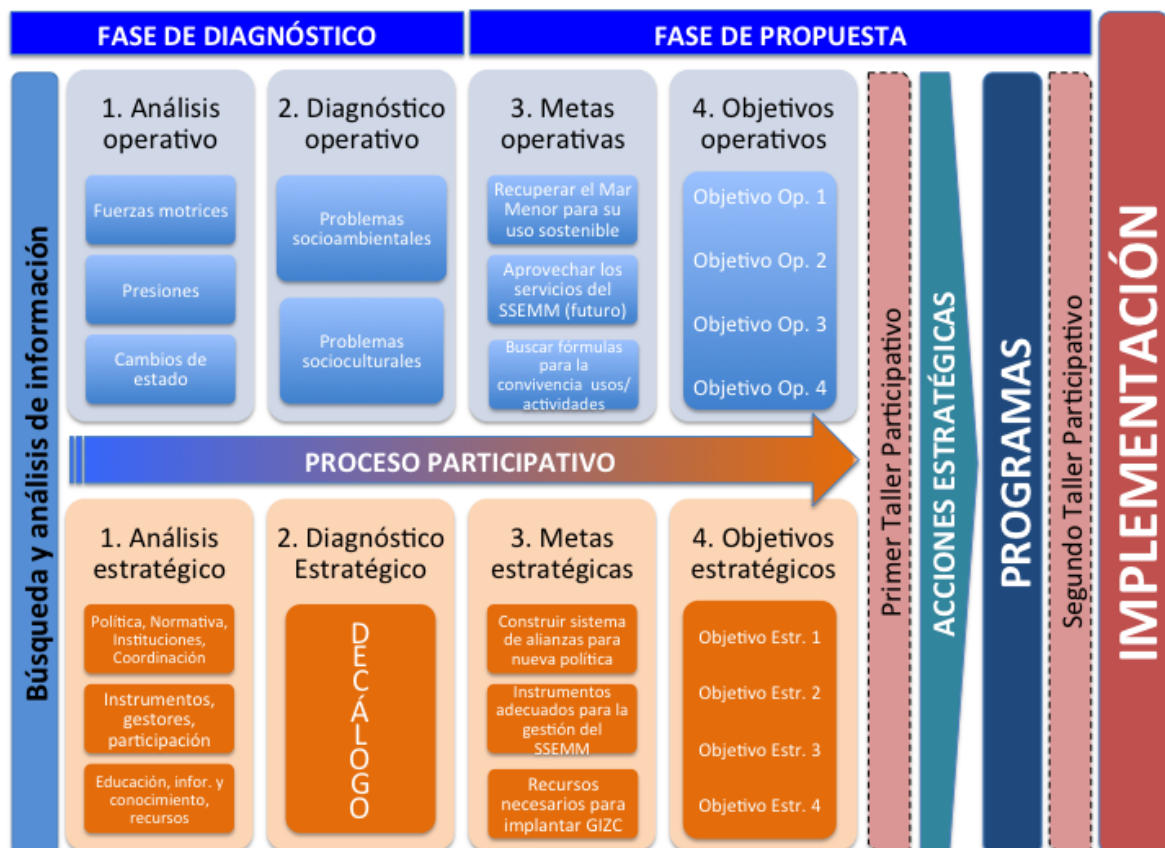 FASE DE DIAGNÓSTICO
FASE DE PROPUESTA
Búsqueda y análisis de información
1. Análisis
operativo
Fuerzas motrices
Presiones
Cambios de
estado
2. Diagnóstico
operativo
Problemas
socioambientales
Problemas
socioculturales
3. Metas
operativas
Recuperar el Mar
Menor para su
uso sostenible
Aprovechar los
servicios del
SSEMM (futuro)
Buscar fórmulas
para la
convivencia usos/
actividades
4. Objetivos
operativos
Objetivo Op. 1
Objetivo Op. 2
Objetivo Op. 3
Objetivo Op. 4
PROCESO PARTICIPATIVO
1. Análisis
estratégico
Política, Normativa,
Instituciones,
Coordinación
Instrumentos,
gestores,
participación
Educación, infor. y
conocimiento,
recursos
2. Diagnóstico
Estratégico
DECÁLOGO
3. Metas
estratégicas
Construir sistema
de alianzas para
nueva política
Instrumentos
adecuados para la
gestión del
SSEMM
Recursos
necesarios para
implantar GIZC
4. Objetivos
estratégicos
Objetivo Estr. 1
Objetivo Estr. 2
Objetivo Estr. 3
Objetivo Estr. 4
Primer Taller Participativo
ACCIONES ESTRATÉGICAS
PROGRAMAS
Segundo Taller Participativo
IMPLEMENTACIÓN